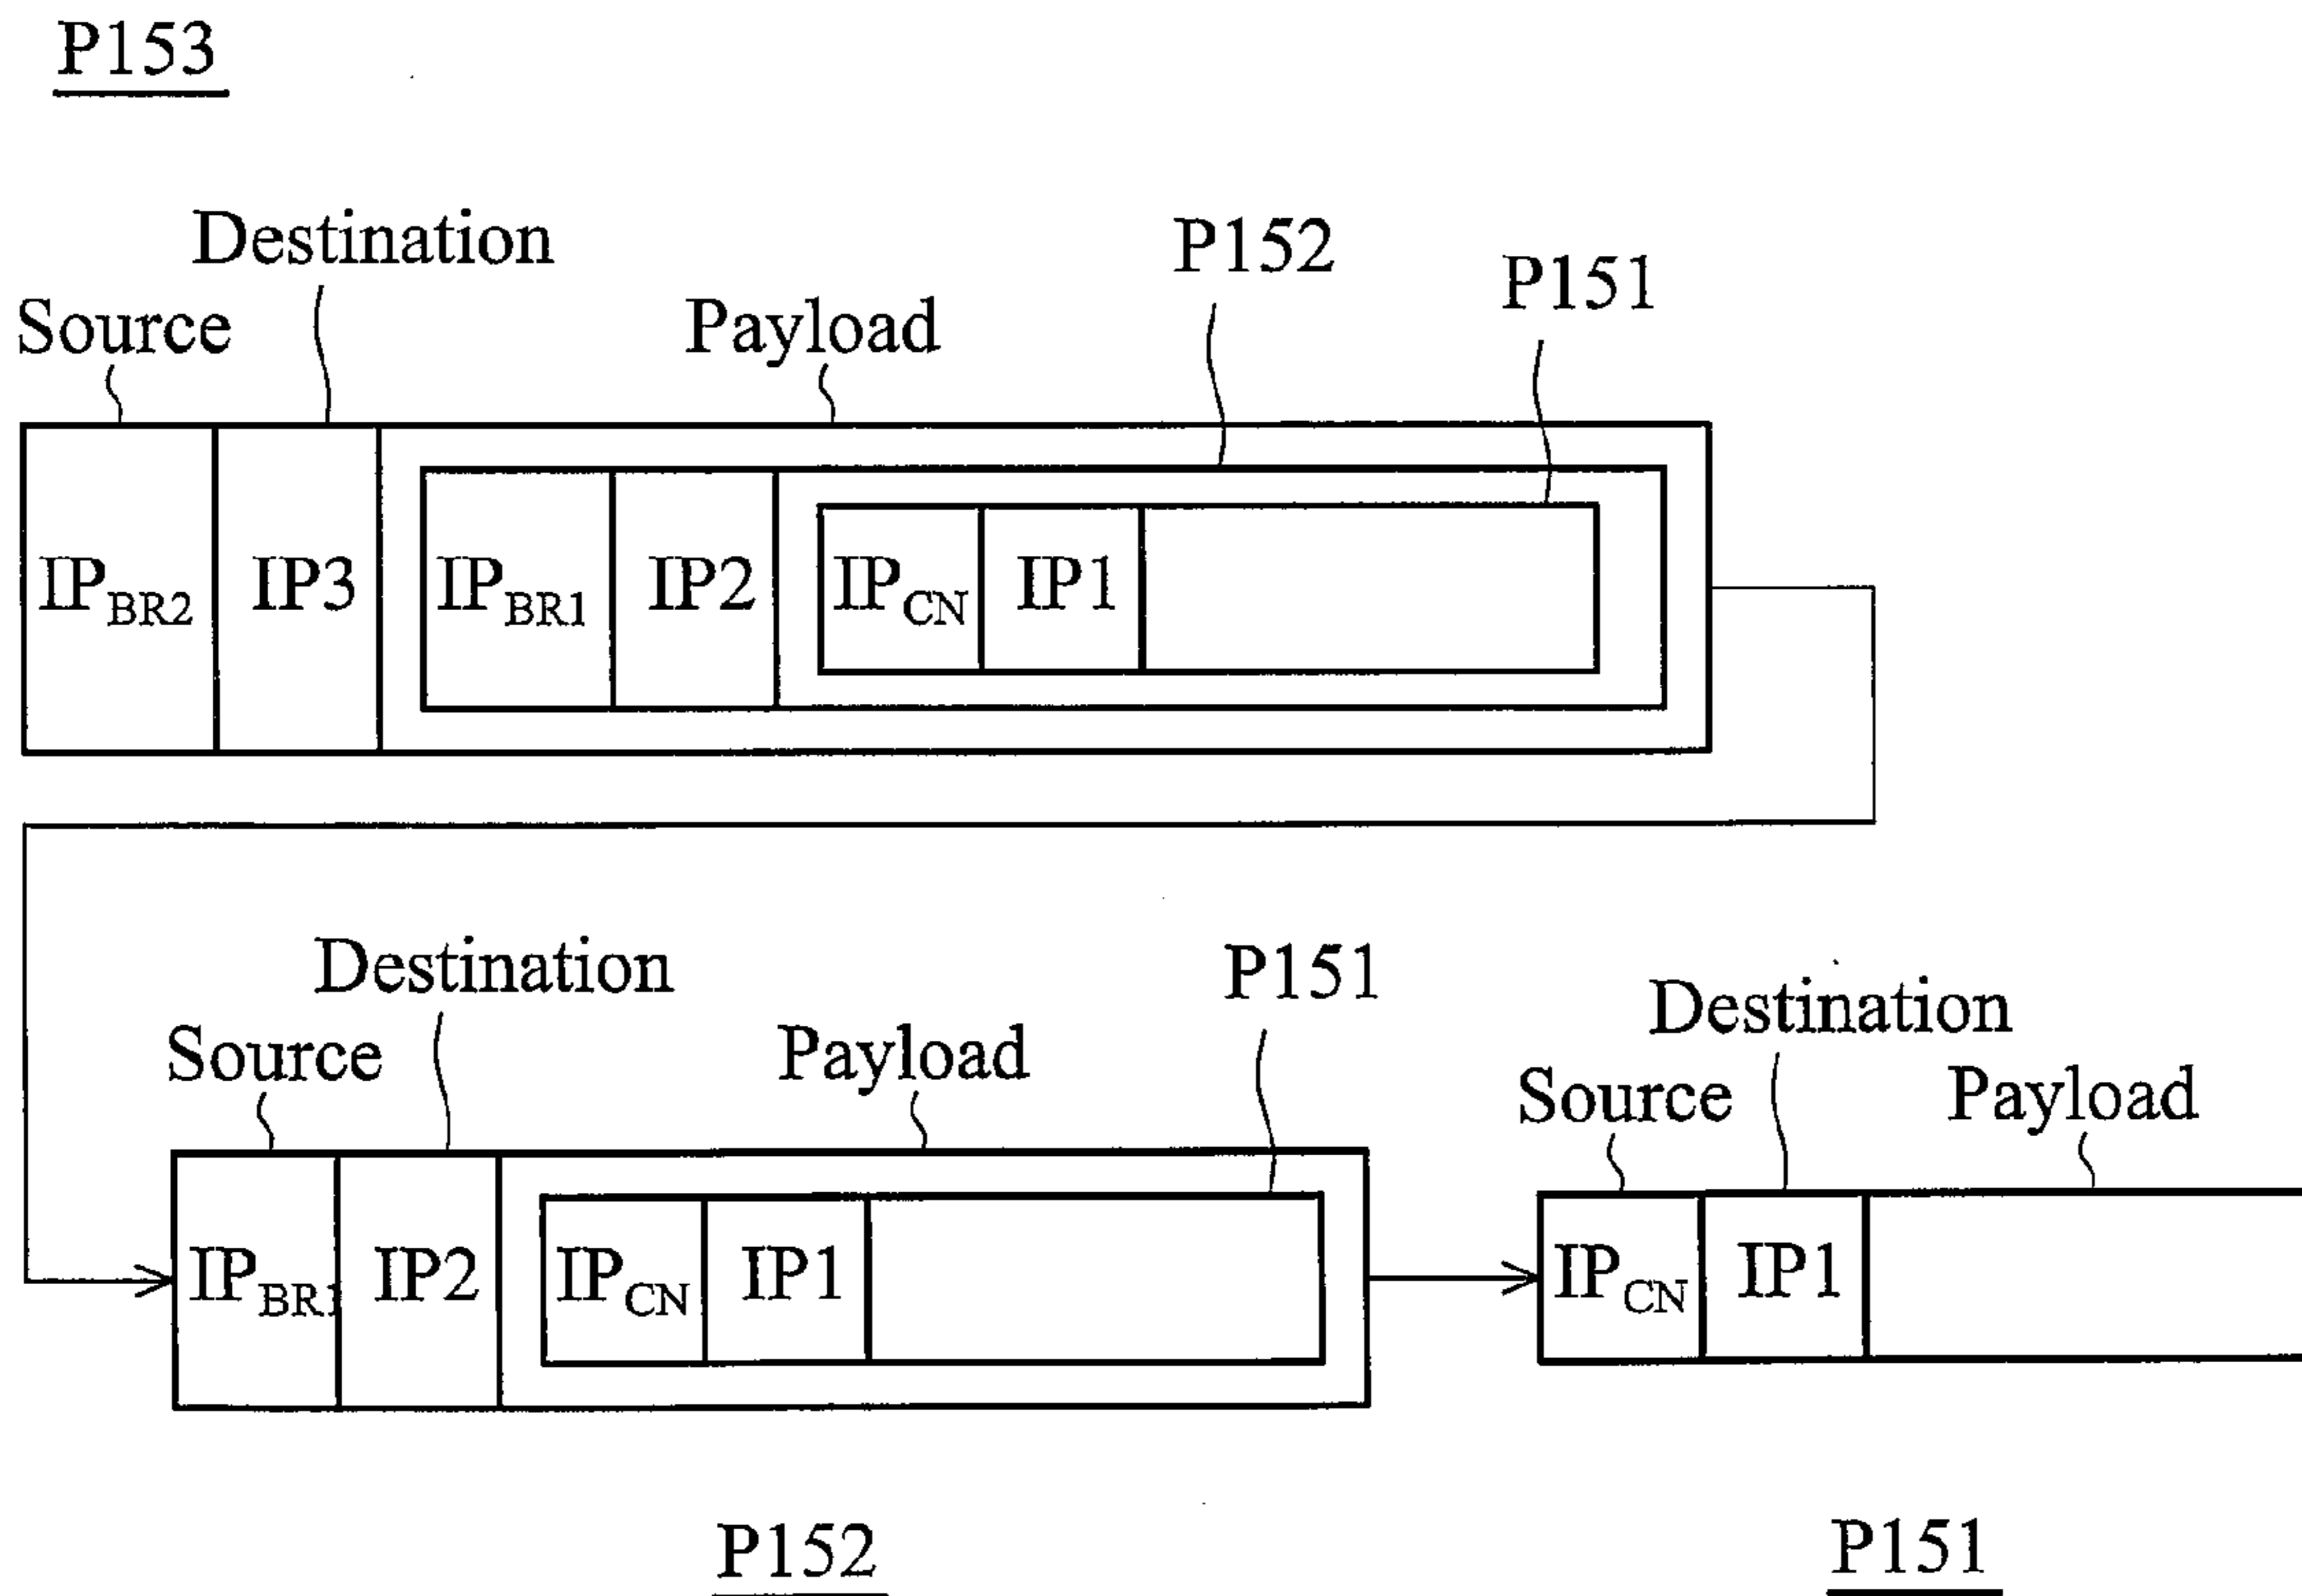 P153
Destination
P152
P151
Source
Payload
IPBR2 IP3 IPBR1 IP2 IPCN IP1
Destination
P151
Destination
Source
Payload
Source
Payload
IPBR1 IP2 IPCN IP1
IPCN IP1
P152
P151